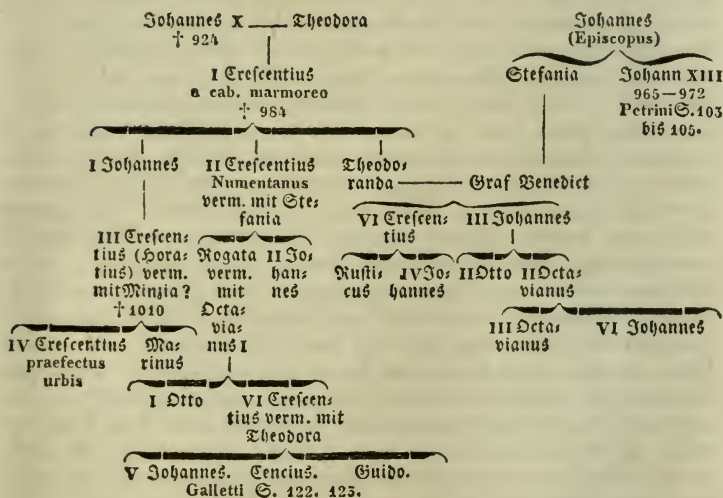 Johannes X —— Theodora
† 924
Johannes
(Episcopus)
I Crescentius
a cab. marmoreo
† 984
Stefania
Johann XIII
965—972
Petrini S. 103
bis 105.
I Johannes
II Crescentius
Numentanus
verm. mit Ste⸗
fania
Theodo⸗
randa —— Graf Benedict
III Crescen⸗
tius (Hora⸗
tius) verm.
mit Minzia?
† 1010
Rogata
verm.
mit
Octa⸗
via⸗
nus I
II Jo⸗
han⸗
nes
VI Crescen⸗
tius
III Johannes
Rusti⸗
cus
IV Jo⸗
hannes
II Otto
II Octa⸗
vianus
IV Crescentius
praefectus
urbis
Ma⸗
rinus
III Octa⸗
vianus
VI Johannes
I Otto
VI Crescen⸗
tius verm. mit
Theodora
V Johannes. Cencius. Guido.
Galletti S. 122. 123.